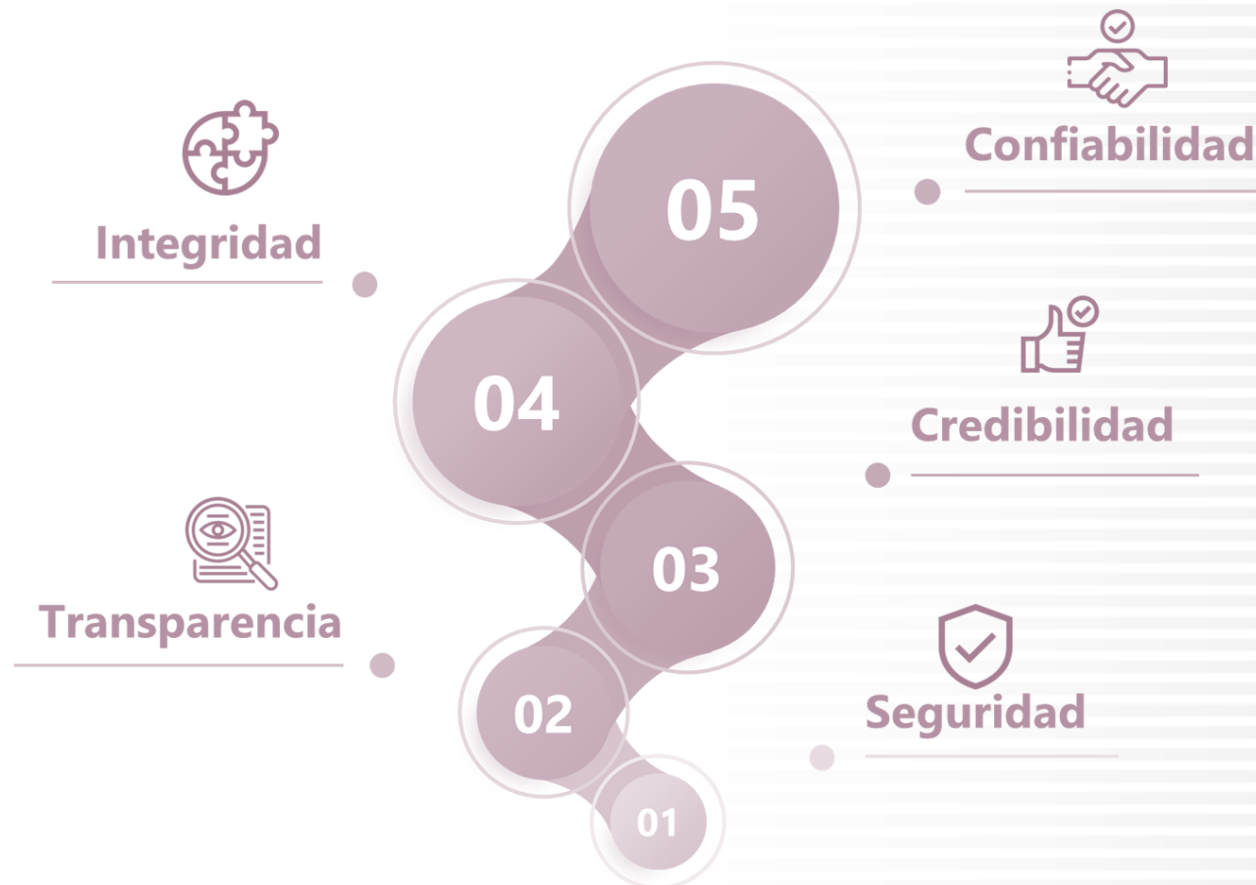 Confiabilidad
05
Integridad
04
Credibilidad
03
Transparencia
02
Seguridad
01